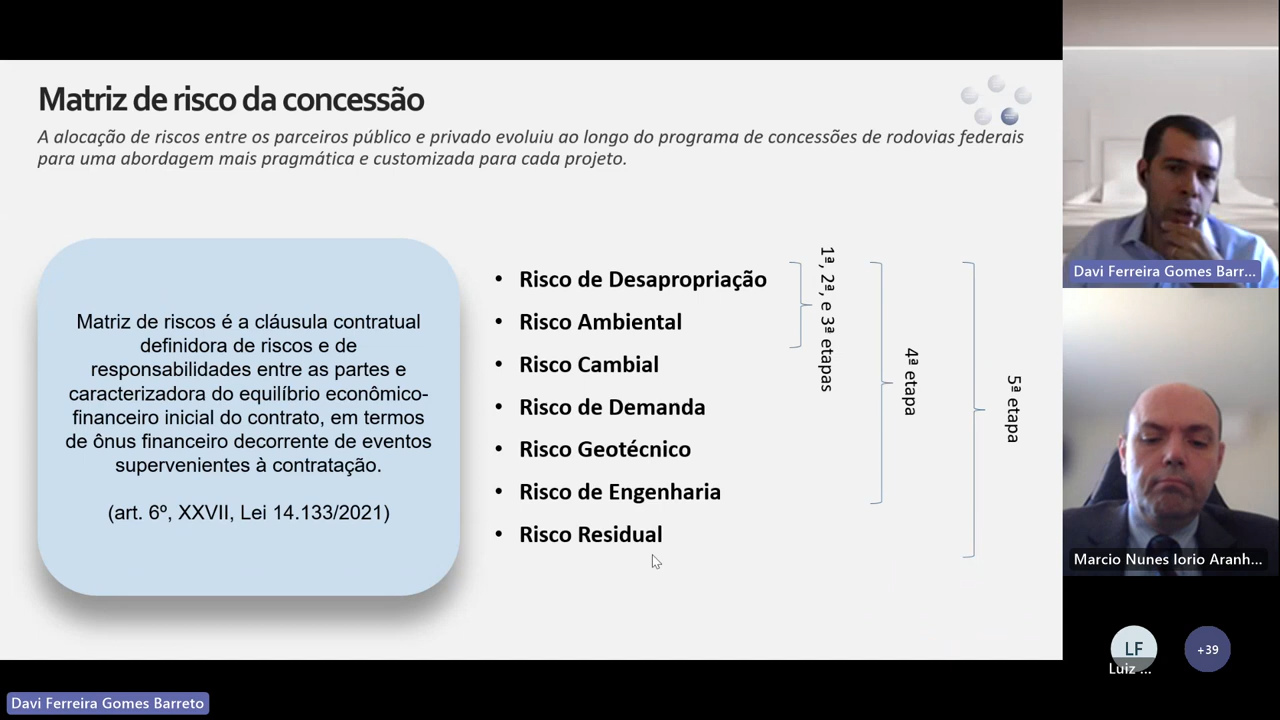 Matriz de risco da concessão
A alocação de riscos entre os parceiros público e privado evoluiu ao longo do programa de concessões de rodovias federais
para uma abordagem mais pragmática e customizada para cada projeto.
Matriz de riscos é a cláusula contratual
definidora de riscos e de
responsabilidades entre as partes e
caracterizadora do equilíbrio econômico-
financeiro inicial do contrato, em termos
de ônus financeiro decorrente de eventos
supervenientes à contratação.
(art. 6º, XXVII, Lei 14.133/2021)
• Risco de Desapropriação
• Risco Ambiental
• Risco Cambial
• Risco de Demanda
• Risco Geotécnico
• Risco de Engenharia
• Risco Residual
1ª, 2ª, e 3ª etapas
4ª etapa
5ª etapa
Davi Ferreira Gomes Barr...
Marcio Nunes Iorio Aranh...
LF
Luiz ...
+39
Davi Ferreira Gomes Barreto